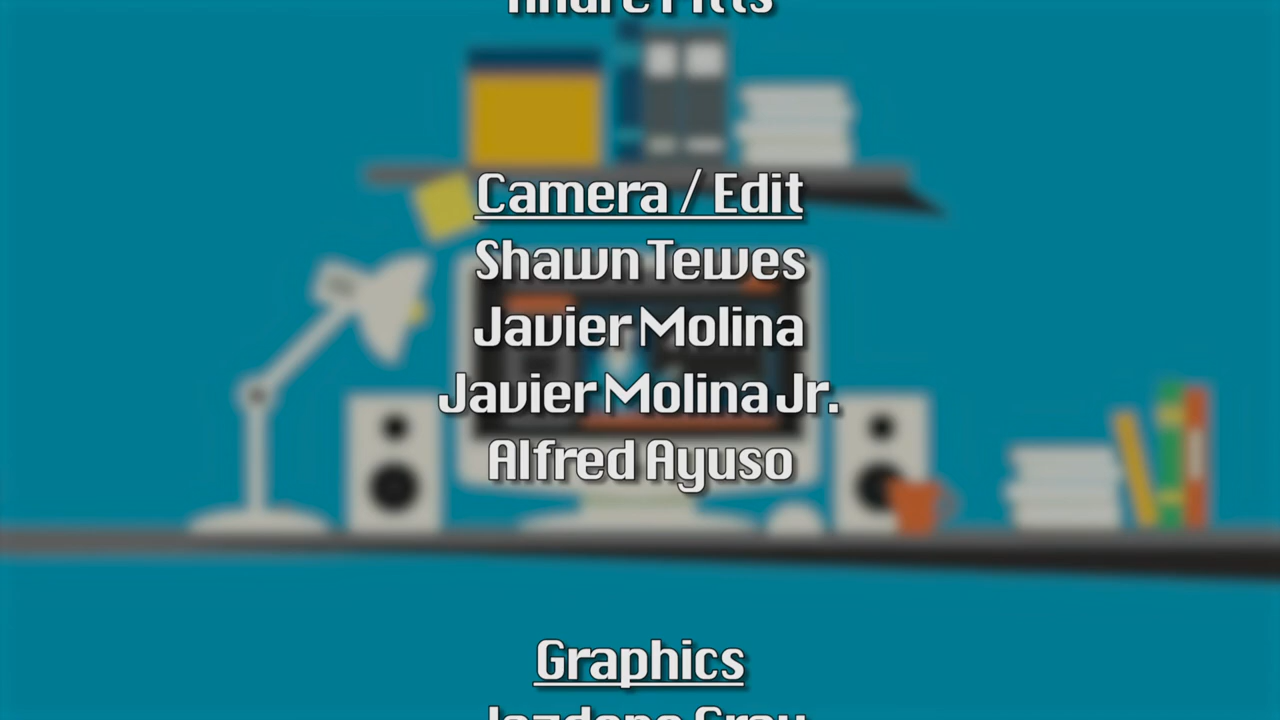 Camera / Edit
Shawn Tewes
Javier Molina
Javier Molina Jr.
Alfred Ayuso
Graphics